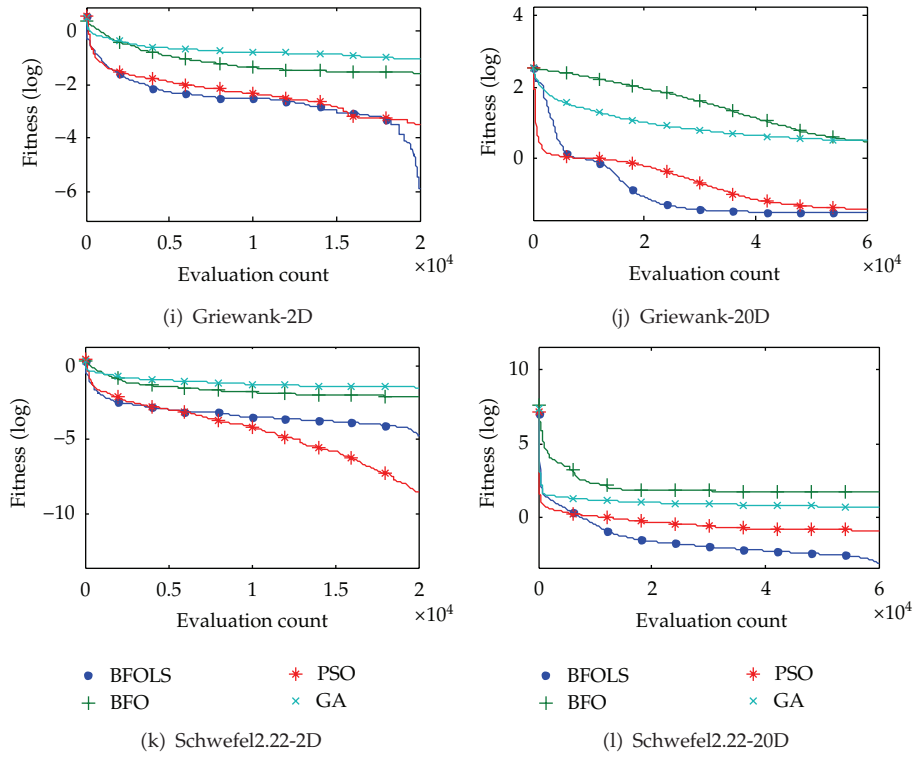 0
−2
−4
−6
Fitness (log)
0
0.5
1
1.5
2
×10⁴
Evaluation count
(i) Griewank-2D
4
2
0
Fitness (log)
0
2
4
6
×10⁴
Evaluation count
(j) Griewank-20D
0
−5
−10
Fitness (log)
0
0.5
1
1.5
2
×10⁴
Evaluation count
BFOLS
PSO
BFO
GA
(k) Schwefel2.22-2D
10
5
0
Fitness (log)
0
2
4
6
×10⁴
Evaluation count
BFOLS
PSO
BFO
GA
(l) Schwefel2.22-20D